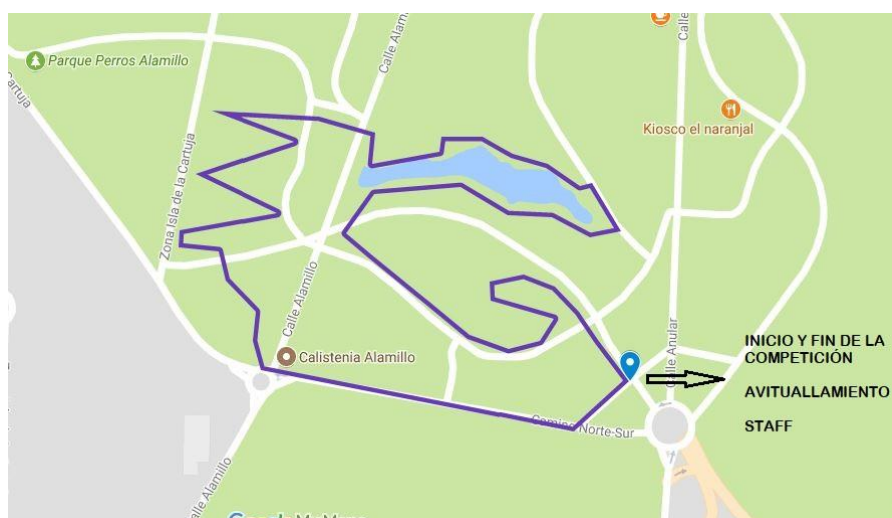 Parque Perros Alamillo
Calle Alami
Calle
Kiosco el naranjal
Cartuja
Zona Isla de la Cartuja
Calle Alamillo
Calistenia Alamillo
Calle Anular
INICIO Y FIN DE LA
COMPETICIÓN
AVITUALLAMIENTO
STAFF
Camino Norte-Sur
Calle Alamillo